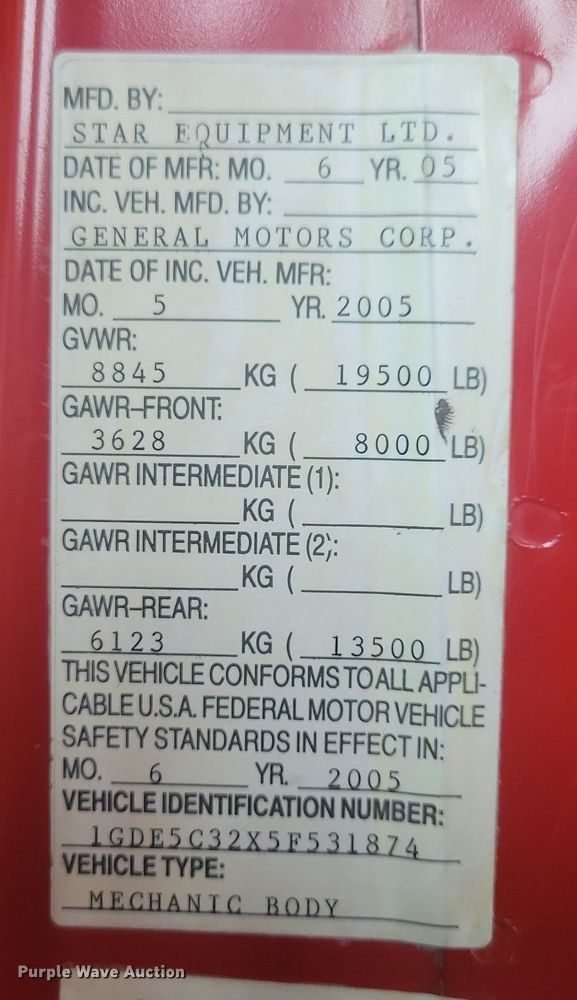 MFD. BY:
STAR EQUIPMENT LTD.
DATE OF MFR: MO. 6 YR. 05
INC. VEH. MFD. BY:
GENERAL MOTORS CORP.
DATE OF INC. VEH. MFR:
MO. 5 YR. 2005
GVWR:
8845 KG ( 19500 LB)
GAWR–FRONT:
3628 KG ( 8000 LB)
GAWR INTERMEDIATE (1):
KG ( LB)
GAWR INTERMEDIATE (2):
KG ( LB)
GAWR–REAR:
6123 KG ( 13500 LB)
THIS VEHICLE CONFORMS TO ALL APPLI-
CABLE U.S.A. FEDERAL MOTOR VEHICLE
SAFETY STANDARDS IN EFFECT IN:
MO. 6 YR. 2005
VEHICLE IDENTIFICATION NUMBER:
1GDE5C32X5F531874
VEHICLE TYPE:
MECHANIC BODY
Purple Wave Auction